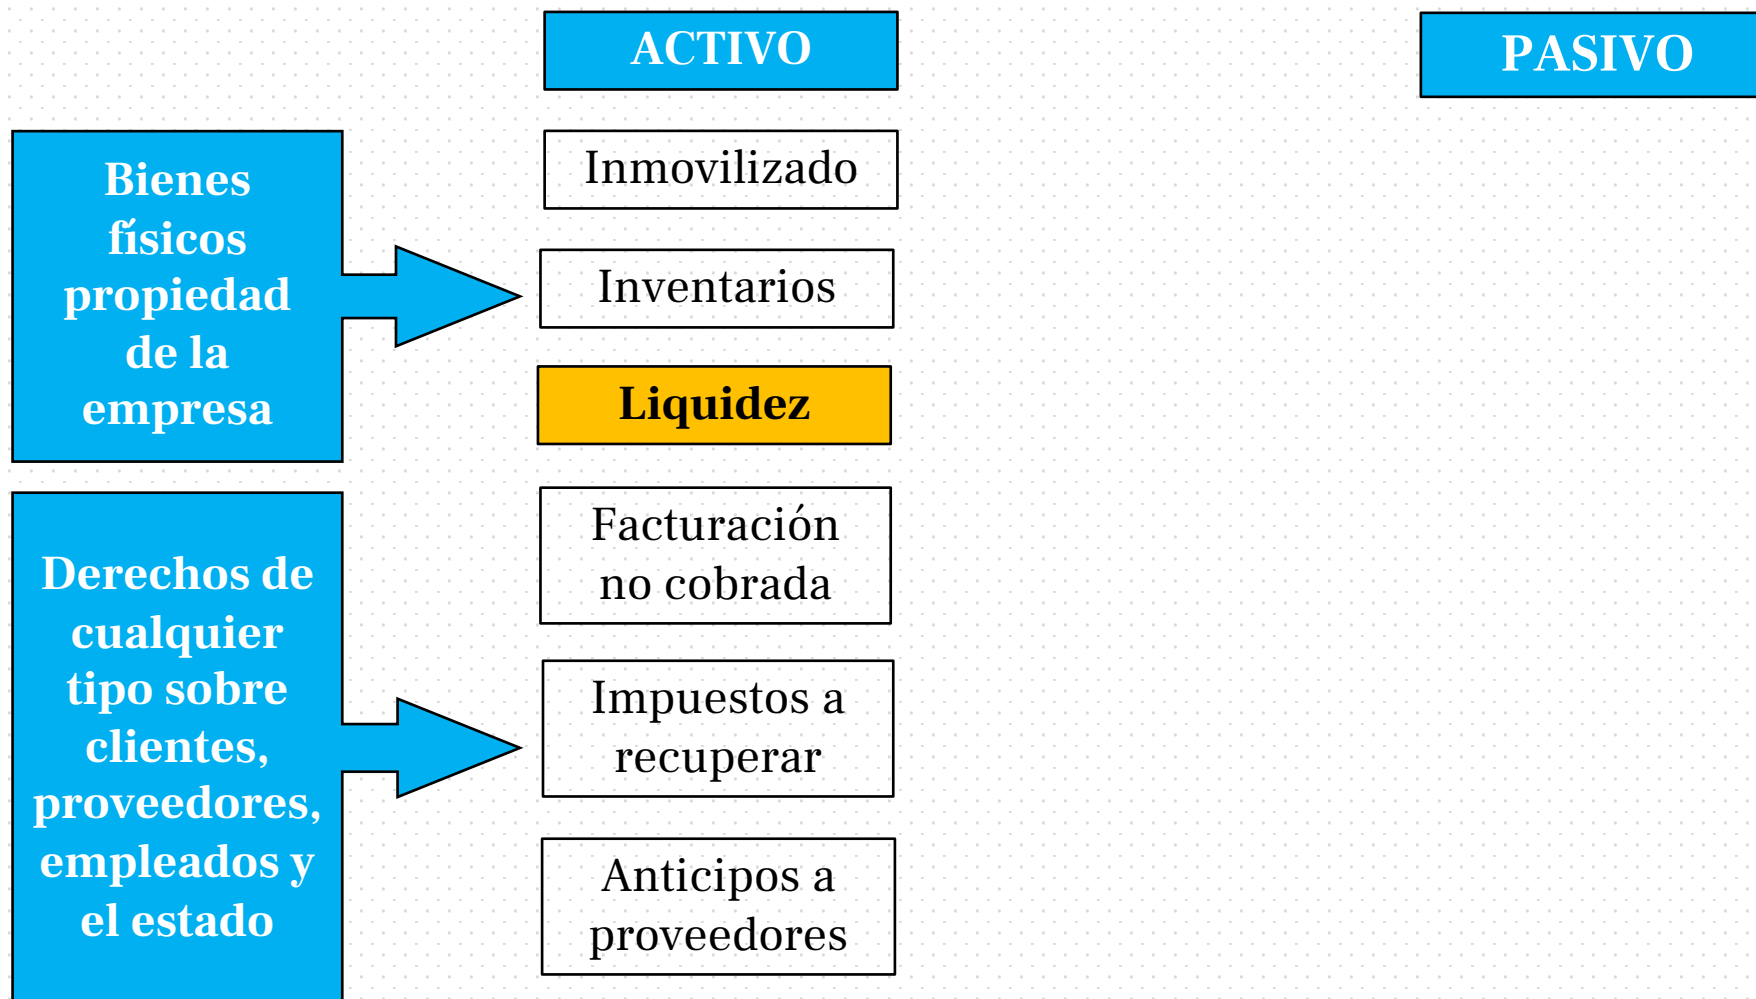 ACTIVO
PASIVO
Bienes
físicos
propiedad
de la
empresa
Inmovilizado
Inventarios
Liquidez
Derechos de
cualquier
tipo sobre
clientes,
proveedores,
empleados y
el estado
Facturación
no cobrada
Impuestos a
recuperar
Anticipos a
proveedores